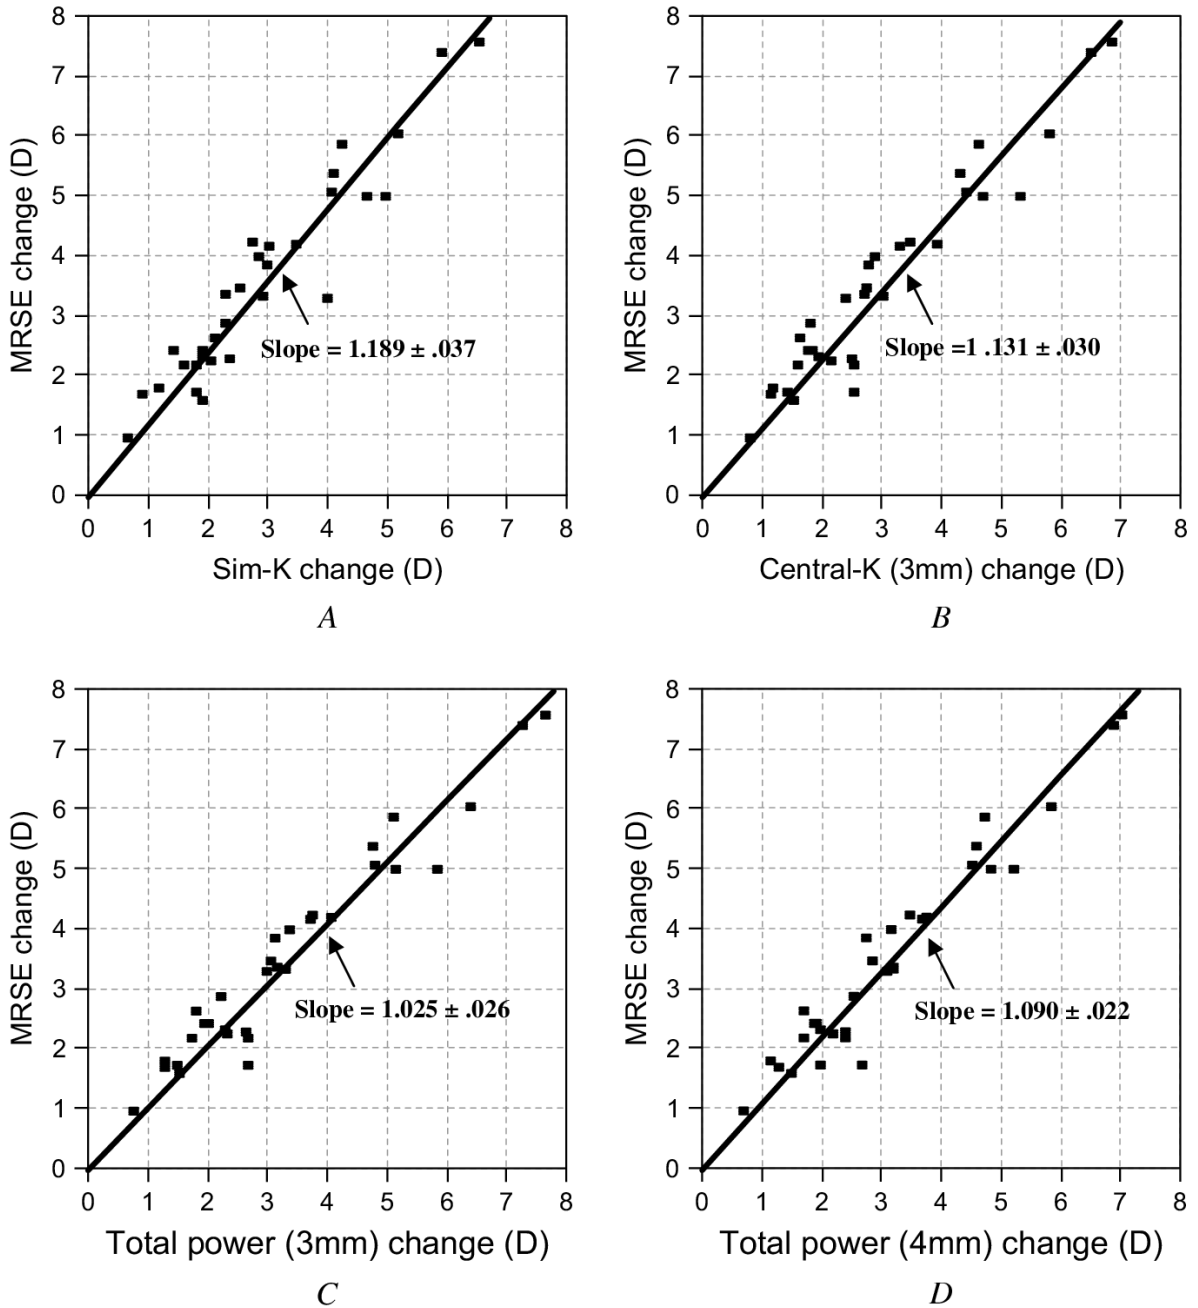 8
7
6
5
4
3
2
1
0
MRSE change (D)
Slope = 1.189 ± .037
0 1 2 3 4 5 6 7 8
Sim-K change (D)
A
8
7
6
5
4
3
2
1
0
MRSE change (D)
Slope =1 .131 ± .030
0 1 2 3 4 5 6 7 8
Central-K (3mm) change (D)
B
8
7
6
5
4
3
2
1
0
MRSE change (D)
Slope = 1.025 ± .026
0 1 2 3 4 5 6 7 8
Total power (3mm) change (D)
C
8
7
6
5
4
3
2
1
0
MRSE change (D)
Slope = 1.090 ± .022
0 1 2 3 4 5 6 7 8
Total power (4mm) change (D)
D